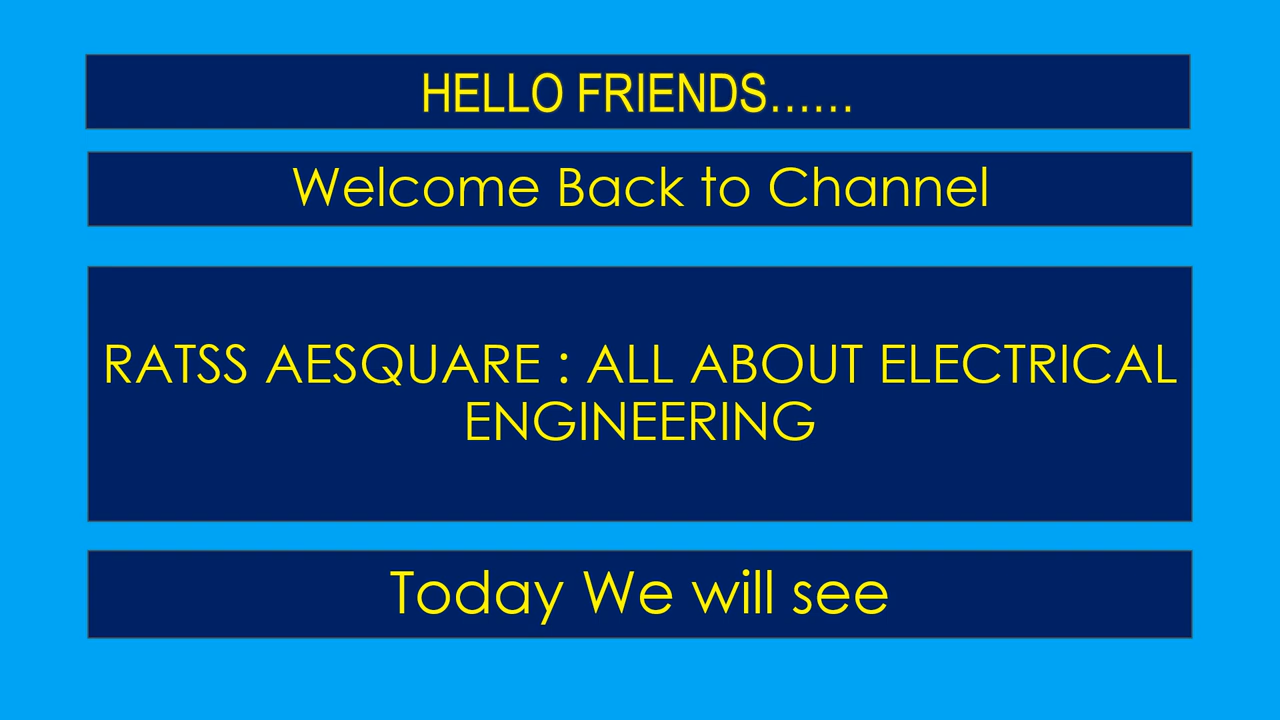 HELLO FRIENDS......
Welcome Back to Channel
RATSS AESQUARE : ALL ABOUT ELECTRICAL
ENGINEERING
Today We will see